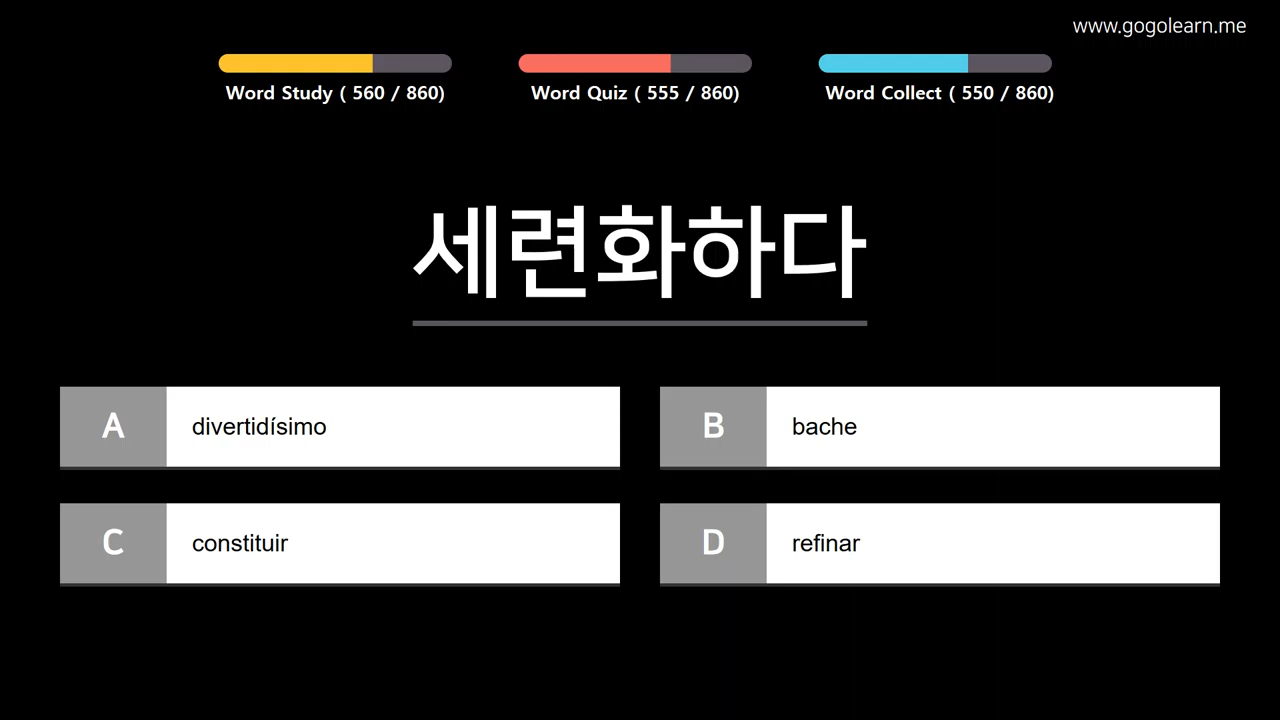 www.gogolearn.me
Word Study ( 560 / 860)
Word Quiz ( 555 / 860)
Word Collect ( 550 / 860)
세련화하다
A divertidísimo
B bache
C constituir
D refinar